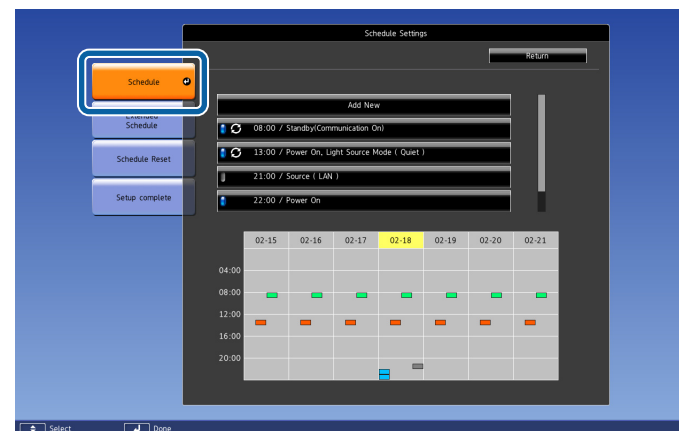 Schedule Settings
Return
Schedule
Extended
Schedule
Schedule Reset
Setup complete
Add New
08:00 / Standby(Communication On)
13:00 / Power On, Light Source Mode ( Quiet )
21:00 / Source ( LAN )
22:00 / Power On
02-15 02-16 02-17 02-18 02-19 02-20 02-21
04:00
08:00
12:00
16:00
20:00
Select Done